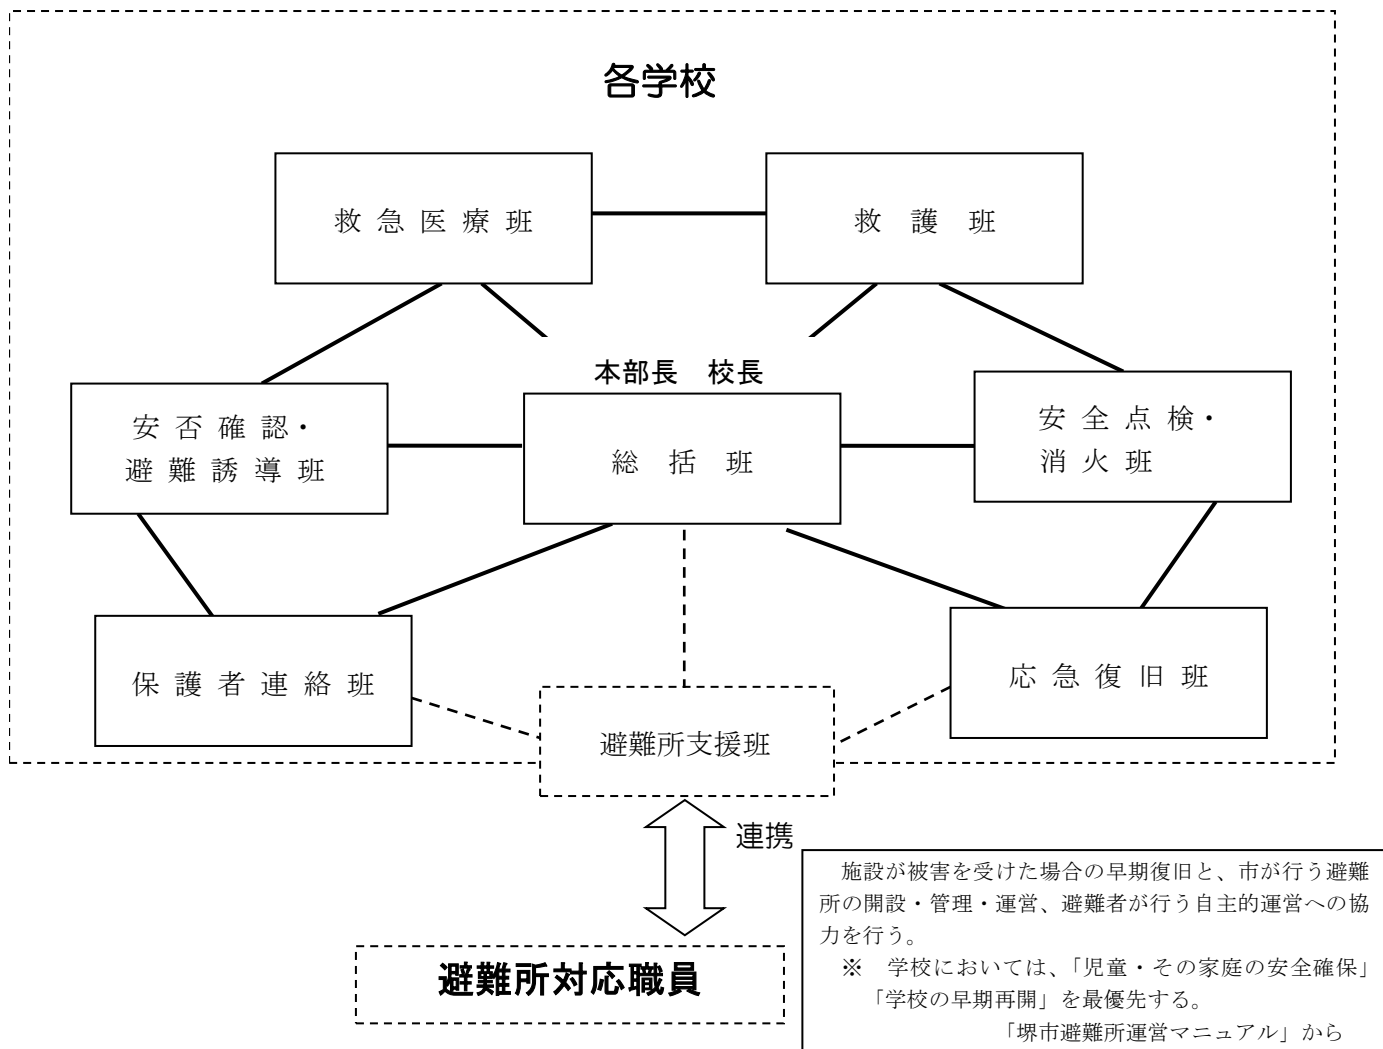 各学校
救急医療班
救護班
本部長　校長
安否確認・
避難誘導班
総括班
安全点検・
消火班
保護者連絡班
応急復旧班
避難所支援班
連携
避難所対応職員
施設が被害を受けた場合の早期復旧と、市が行う避難
所の開設・管理・運営、避難者が行う自主的運営への協
力を行う。
※　学校においては、「児童・その家庭の安全確保」
「学校の早期再開」を最優先する。
「堺市避難所運営マニュアル」から